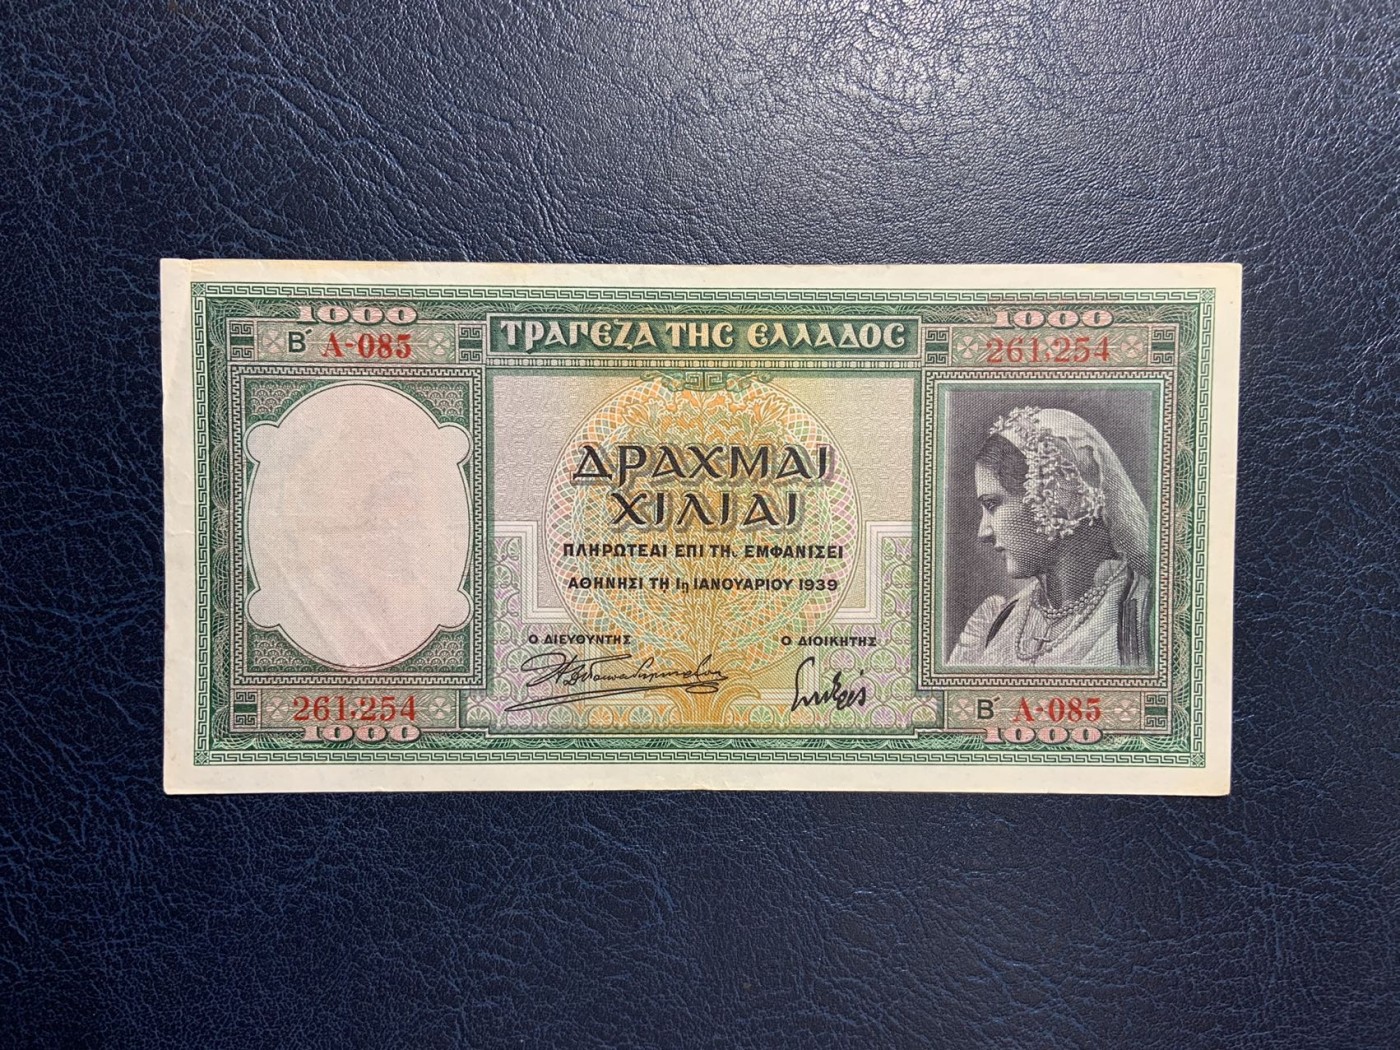 1000 ΤΡΑΠΕΖΑ ΤΗΣ ΕΛΛΑΔΟΣ 1000
Β΄ Α-085 261,254
ΔΡΑΧΜΑΙ
ΧΙΛΙΑΙ
ΠΛΗΡΩΤΕΑΙ ΕΠΙ ΤΗ. ΕΜΦΑΝΙΣΕΙ
ΑΘΗΝΗΣΙ ΤΗ 1η ΙΑΝΟΥΑΡΙΟΥ 1939
Ο ΔΙΕΥΘΥΝΤΗΣ Ο ΔΙΟΙΚΗΤΗΣ
261,254 Β΄ Α-085
1000 1000